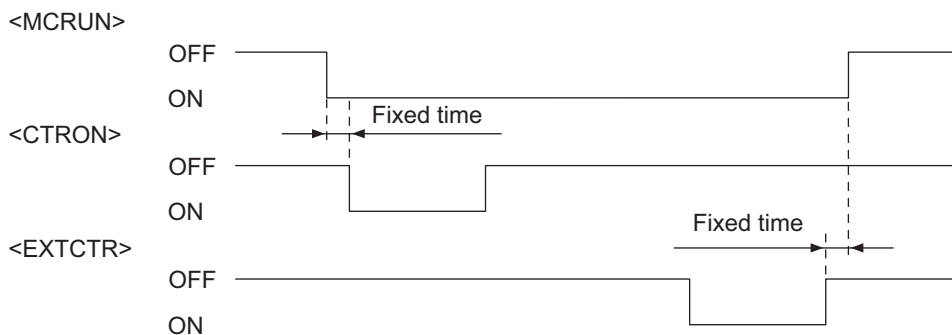 <MCRUN>
OFF
ON
Fixed time
<CTRON>
OFF
ON
Fixed time
<EXTCTR>
OFF
ON